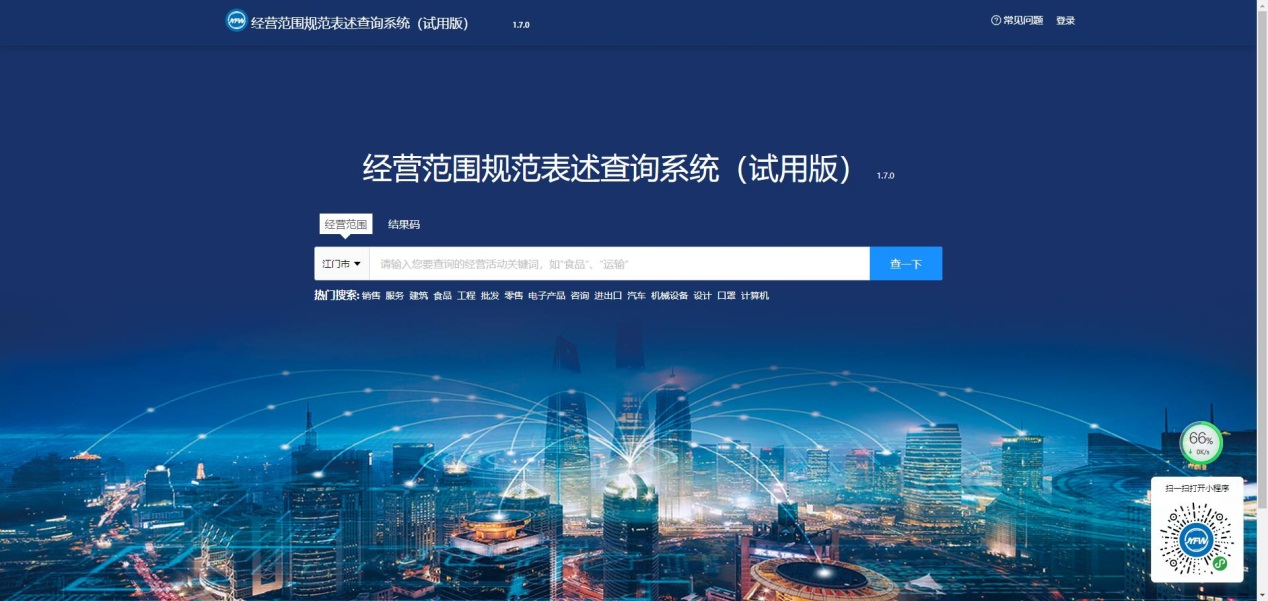 经营范围规范表述查询系统（试用版） 1.7.0
常见问题 登录
经营范围规范表述查询系统（试用版） 1.7.0
经营范围 结果码
江门市 请输入您要查询的经营活动关键词，如"食品"、"运输" 查一下
热门搜索: 销售 服务 建筑 食品 工程 批发 零售 电子产品 咨询 进出口 汽车 机械设备 设计 口罩 计算机
66%
0K/s
扫一扫打开小程序